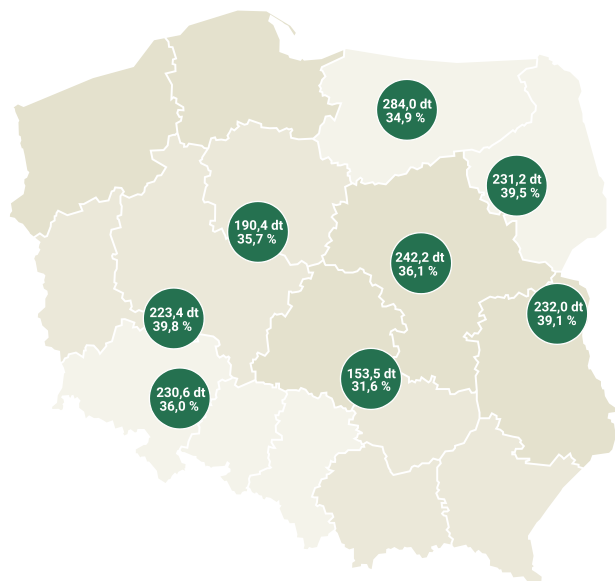 284,0 dt
34,9 %
231,2 dt
39,5 %
190,4 dt
35,7 %
242,2 dt
36,1 %
232,0 dt
39,1 %
223,4 dt
39,8 %
153,5 dt
31,6 %
230,6 dt
36,0 %